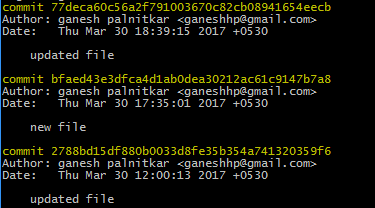 commit 77deca60c56a2f791003670c82cb08941654eecb
Author: ganesh palnitkar <ganeshhp@gmail.com>
Date:   Thu Mar 30 18:39:15 2017 +0530
updated file
commit bfaed43e3dfca4d1ab0dea30212ac61c9147b7a8
Author: ganesh palnitkar <ganeshhp@gmail.com>
Date:   Thu Mar 30 17:35:01 2017 +0530
new file
commit 2788bd15df880b0033d8fe35b354a741320359f6
Author: ganesh palnitkar <ganeshhp@gmail.com>
Date:   Thu Mar 30 12:00:13 2017 +0530
updated file